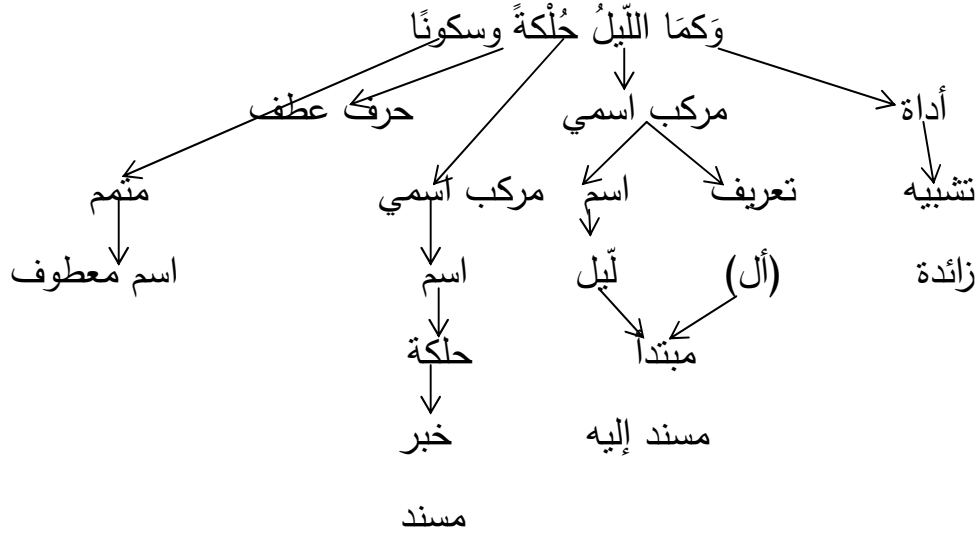 وَكمَا اللّيلُ حُلْكةً وسكونًا
أداة مركب اسمي حرف عطف
تشبيه تعريف اسم مركب اسمي متمم
زائدة (أل) لّيل اسم اسم معطوف
مبتدأ حلكة
مسند إليه خبر
مسند